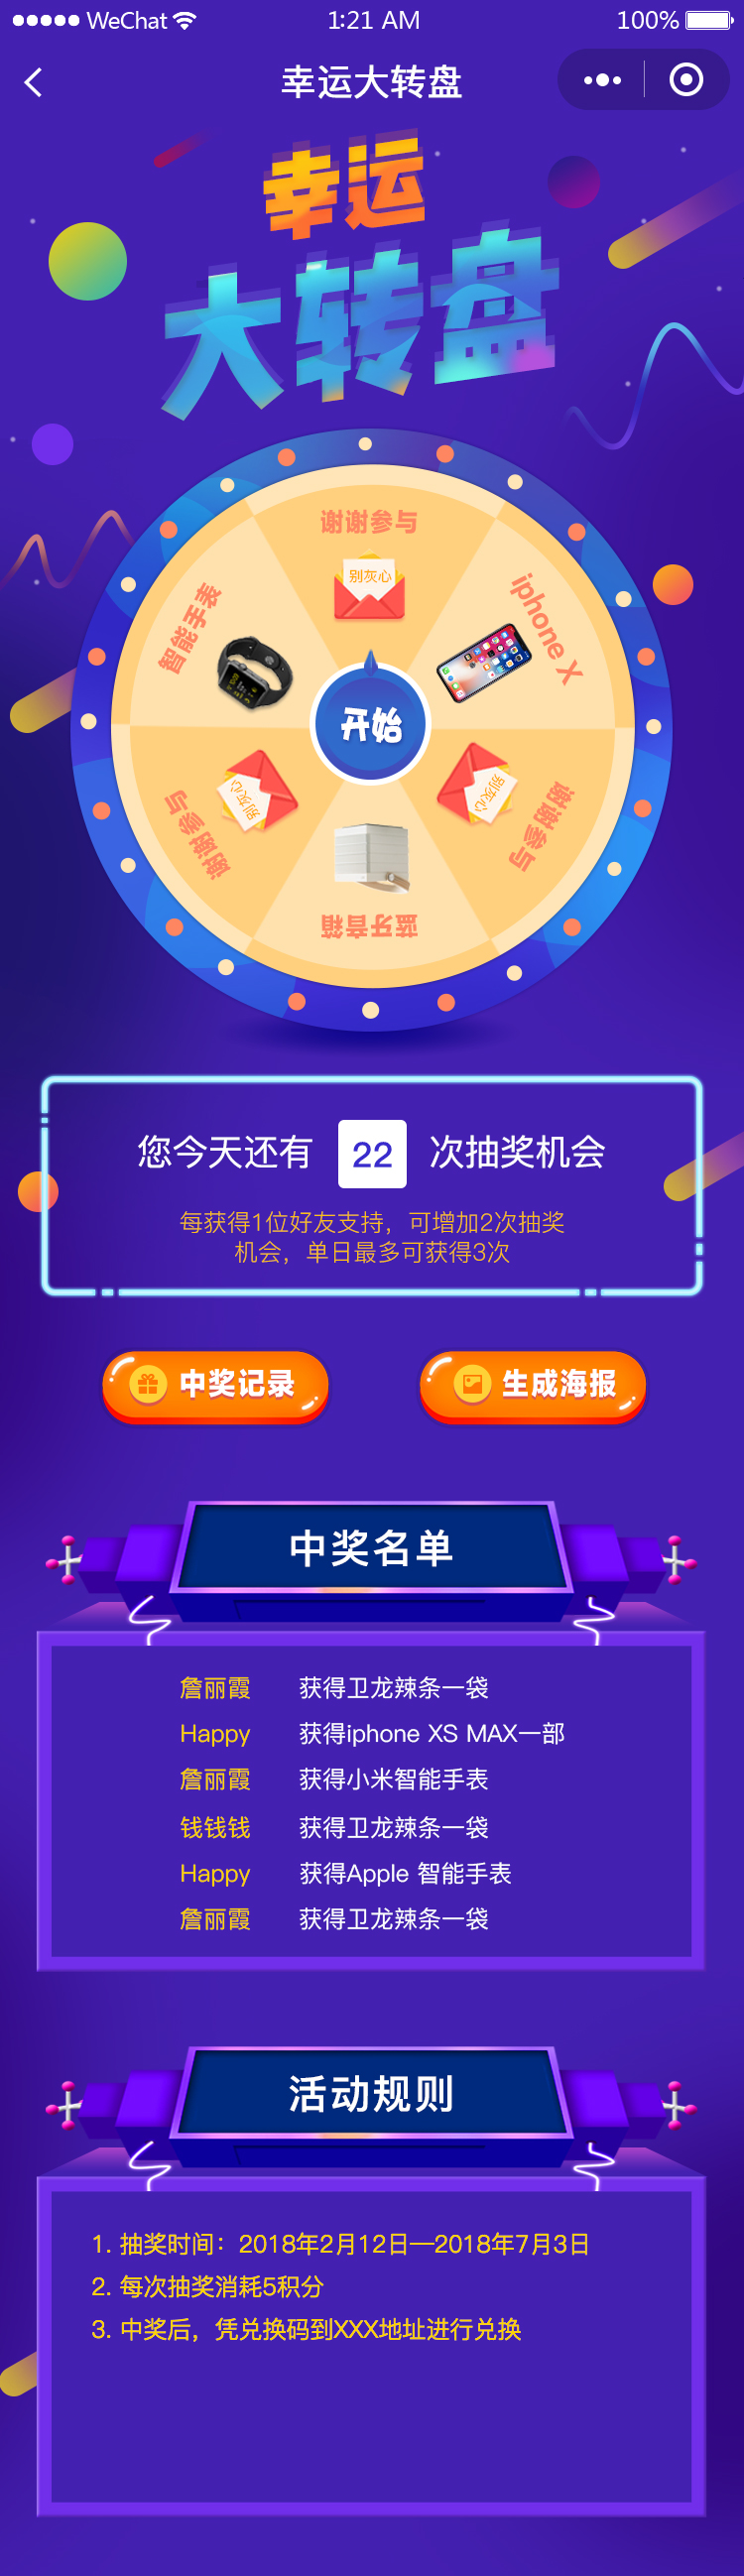 WeChat 1:21 AM 100%
幸运大转盘
幸运
大转盘
谢谢参与
别灰心
iphone X
智能手表
开始
谢谢参与
别灰心
谢谢参与
别灰心
蓝牙音箱
您今天还有 22 次抽奖机会
每获得1位好友支持，可增加2次抽奖
机会，单日最多可获得3次
中奖记录 生成海报
中奖名单
詹丽霞 获得卫龙辣条一袋
Happy 获得iphone XS MAX一部
詹丽霞 获得小米智能手表
钱钱钱 获得卫龙辣条一袋
Happy 获得Apple 智能手表
詹丽霞 获得卫龙辣条一袋
活动规则
1. 抽奖时间：2018年2月12日—2018年7月3日
2. 每次抽奖消耗5积分
3. 中奖后，凭兑换码到XXX地址进行兑换